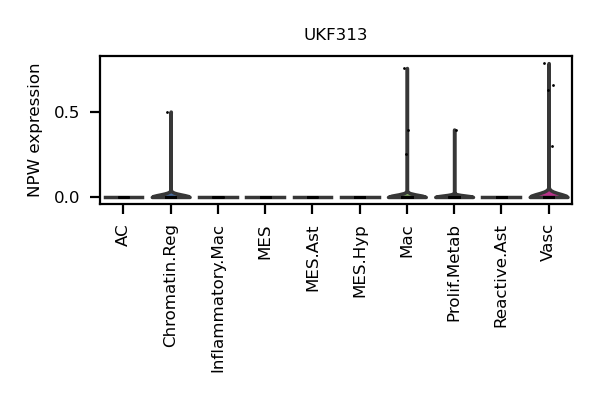 UKF313
NPW expression
0.5
0.0
AC
Chromatin.Reg
Inflammatory.Mac
MES
MES.Ast
MES.Hyp
Mac
Prolif.Metab
Reactive.Ast
Vasc